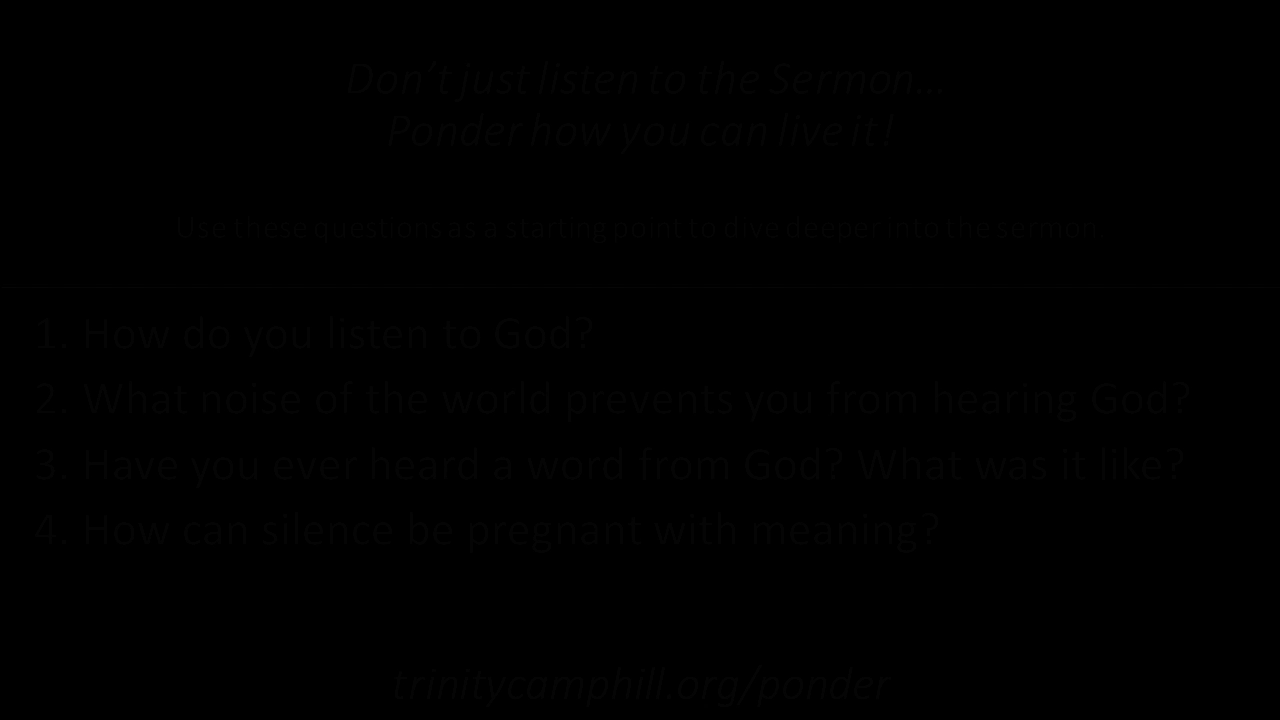 Don't just listen to the Sermon...
Ponder how you can live it!
Use these questions as a starting point to dive deeper into the sermon
1. How do you listen to God?
2. What noise of the world prevents you from hearing God?
3. Have you ever heard a word from God? What was it like?
4. How can silence be pregnant with meaning?
trinitycamphill.org/ponder